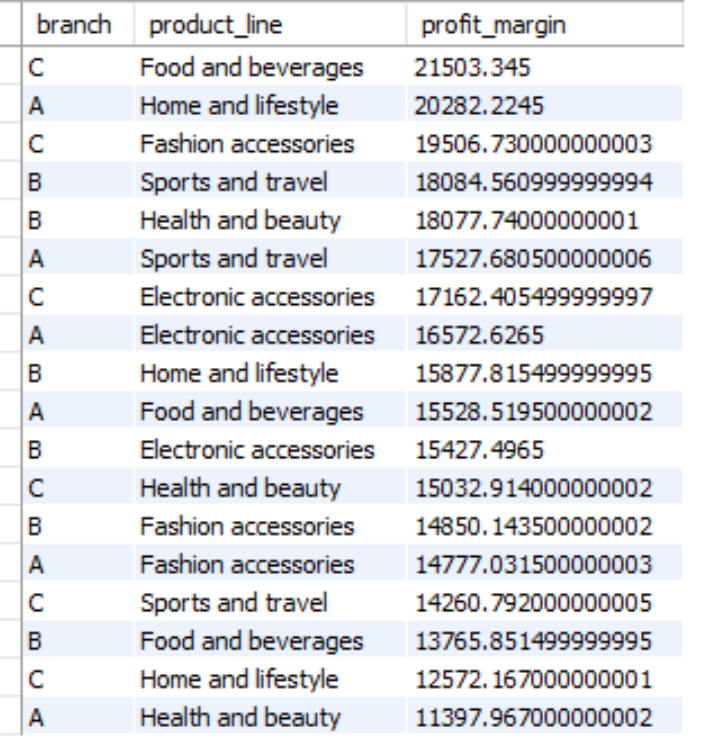 branch product_line profit_margin
C Food and beverages 21503.345
A Home and lifestyle 20282.2245
C Fashion accessories 19506.730000000003
B Sports and travel 18084.560999999994
B Health and beauty 18077.74000000001
A Sports and travel 17527.680500000006
C Electronic accessories 17162.405499999997
A Electronic accessories 16572.6265
B Home and lifestyle 15877.815499999995
A Food and beverages 15528.519500000002
B Electronic accessories 15427.4965
C Health and beauty 15032.914000000002
B Fashion accessories 14850.143500000002
A Fashion accessories 14777.031500000003
C Sports and travel 14260.792000000005
B Food and beverages 13765.851499999995
C Home and lifestyle 12572.167000000001
A Health and beauty 11397.967000000002